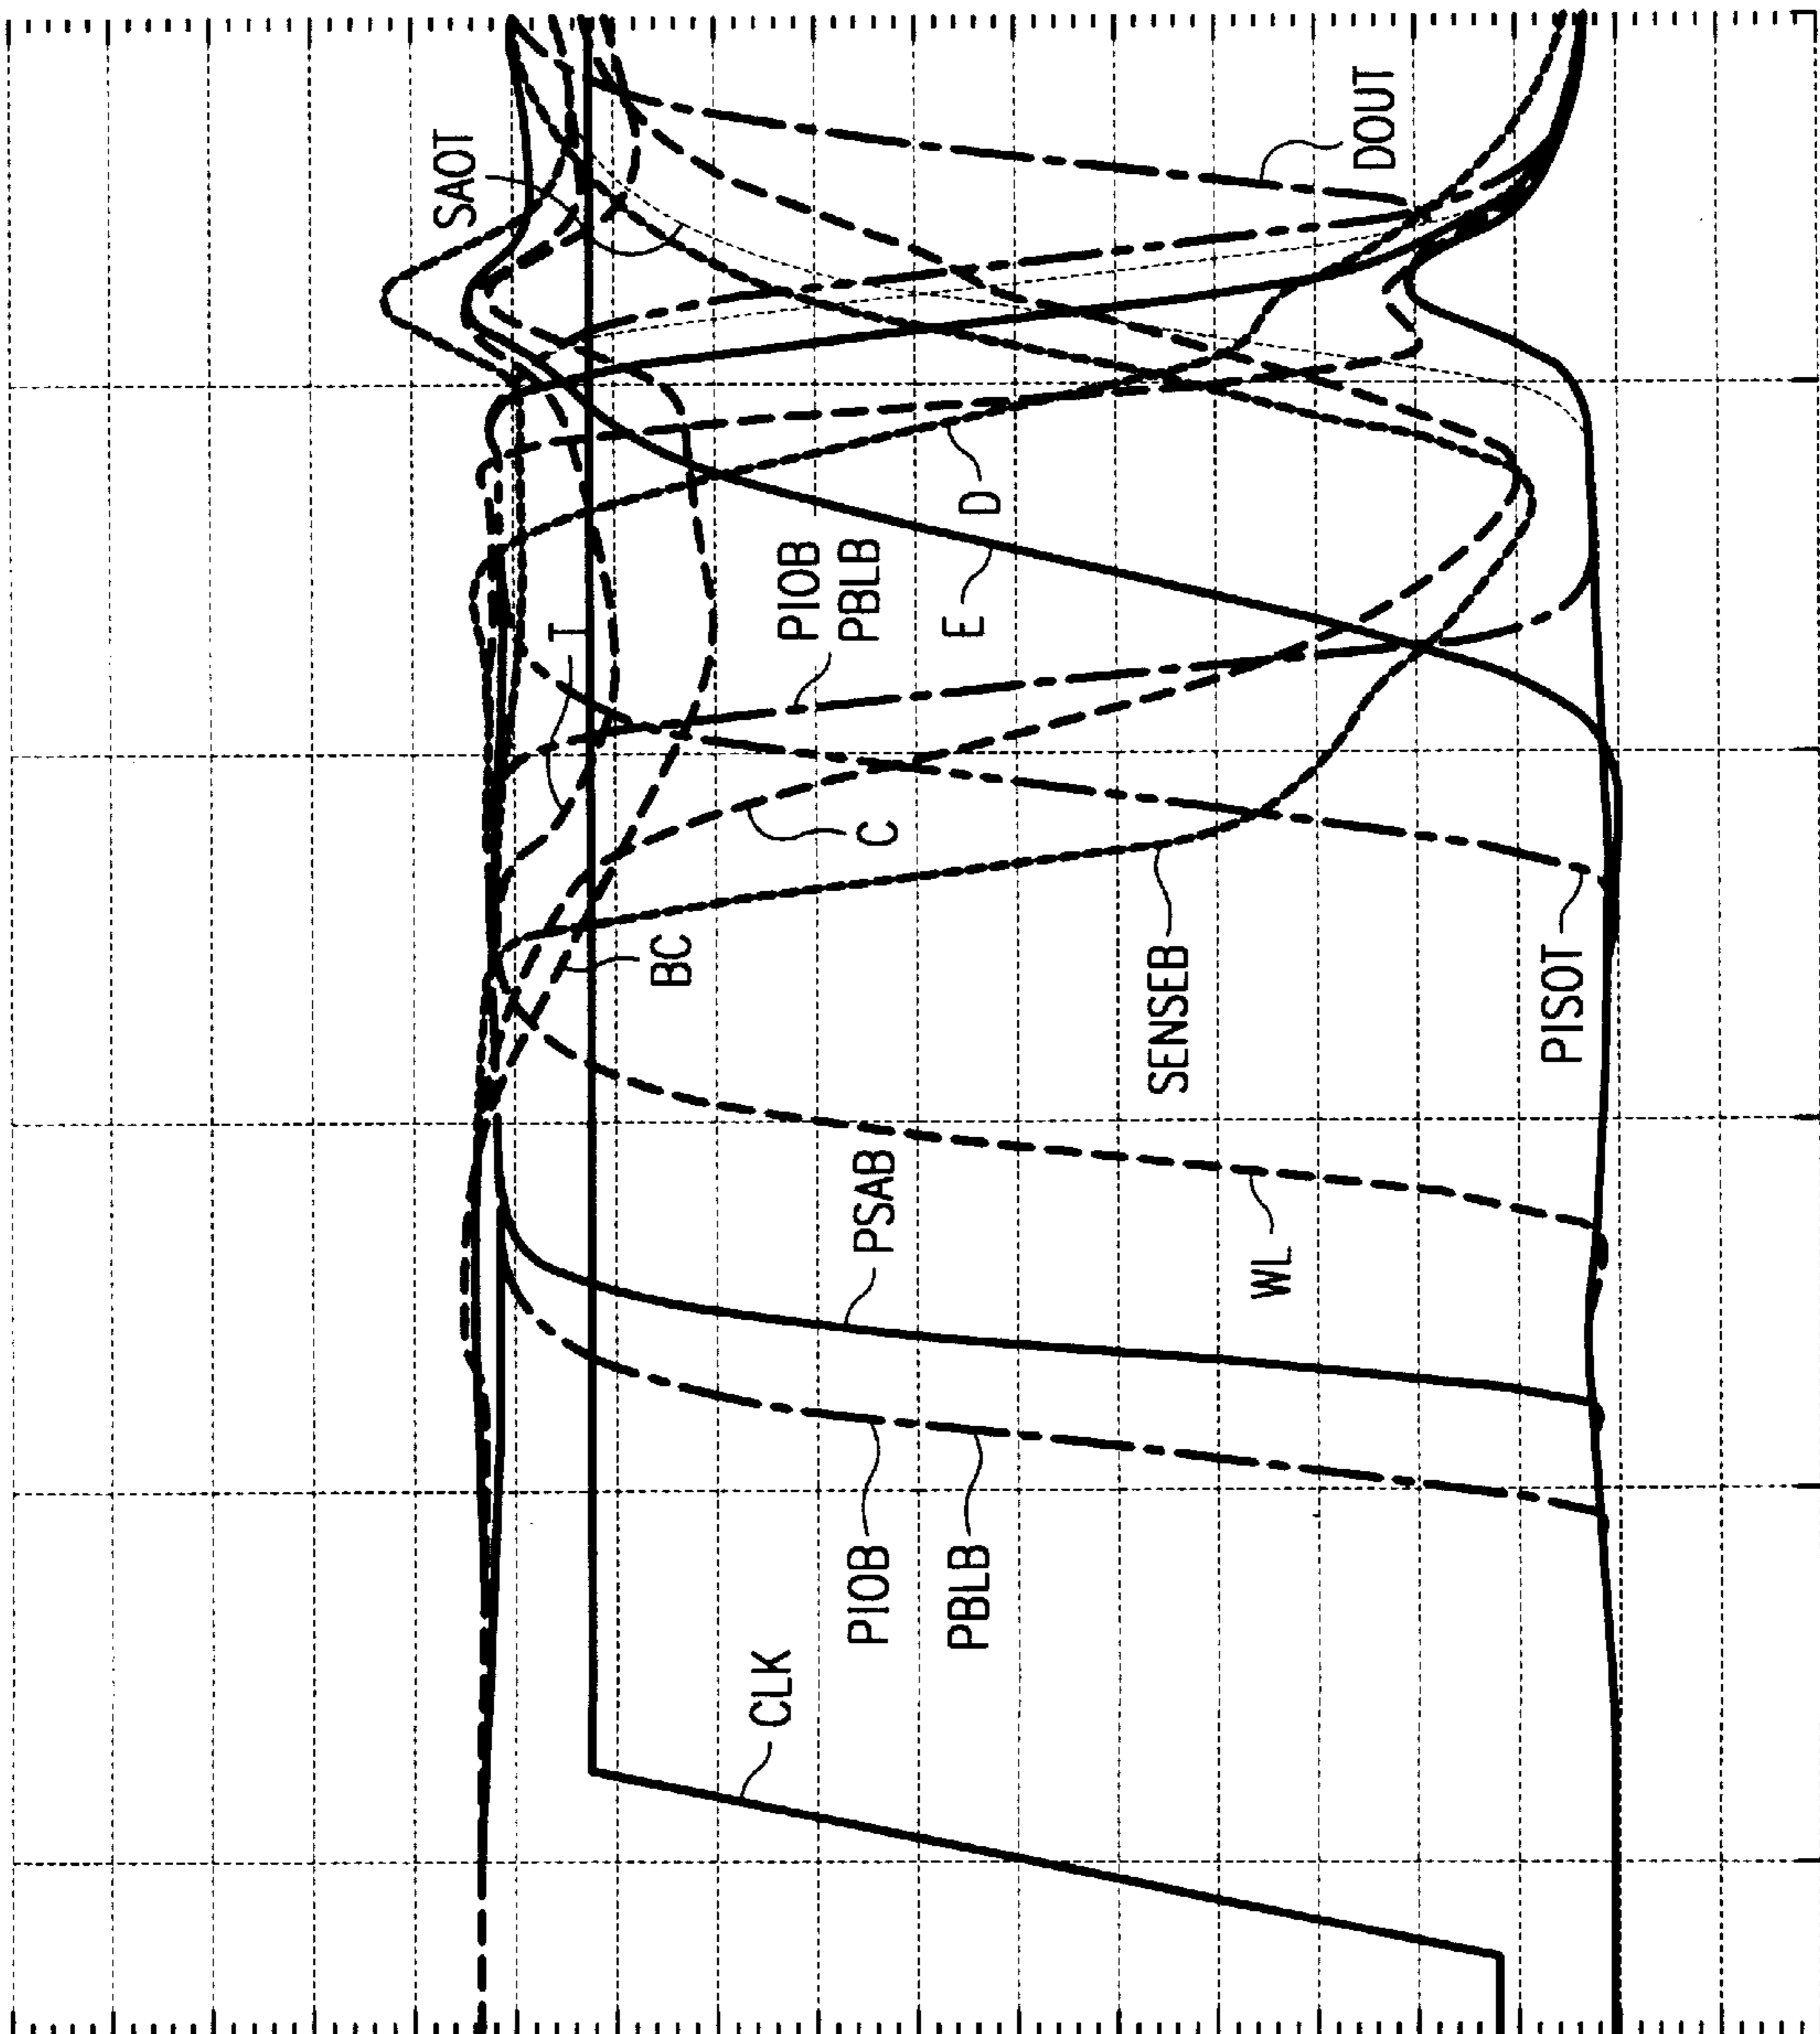 SAOT
DOUT
D
PIOB
PBLB
E
T
C
BC
SENSEB
PISOT
PSAB
WL
PIOB
PBLB
CLK